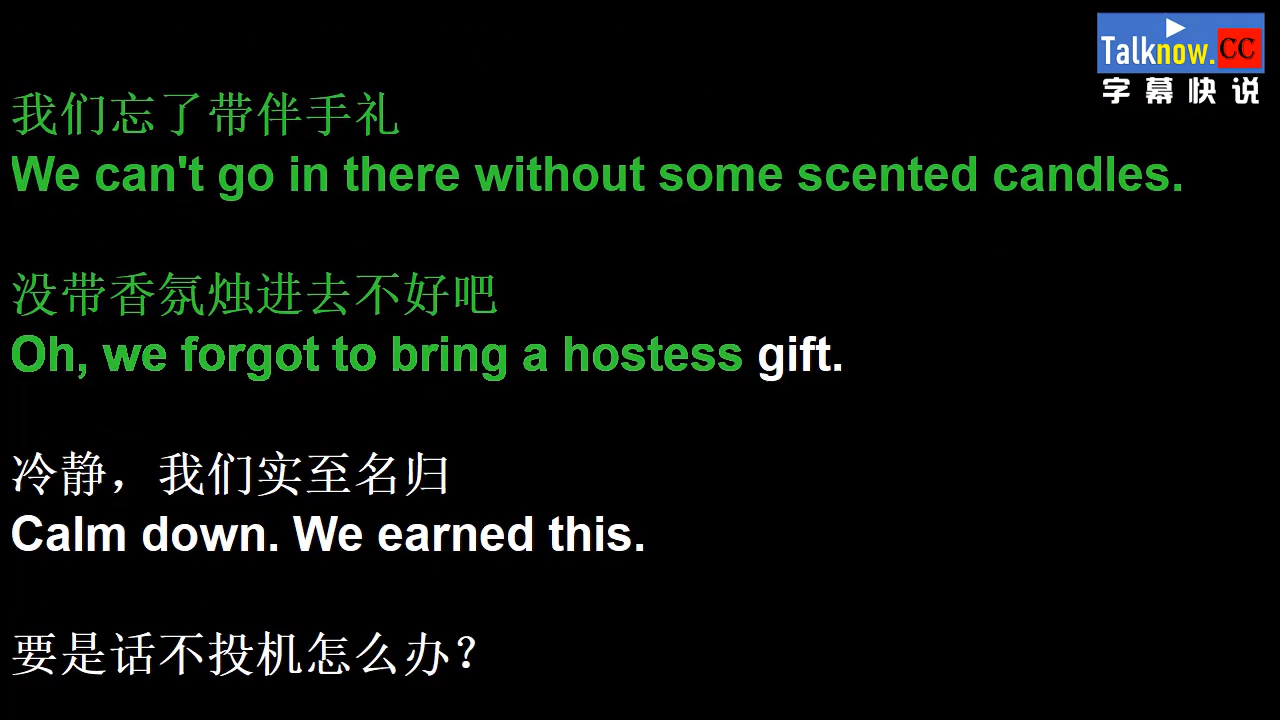 Talknow.CC
字幕快说
我们忘了带伴手礼
We can't go in there without some scented candles.
没带香氛烛进去不好吧
Oh, we forgot to bring a hostess gift.
冷静，我们实至名归
Calm down. We earned this.
要是话不投机怎么办？